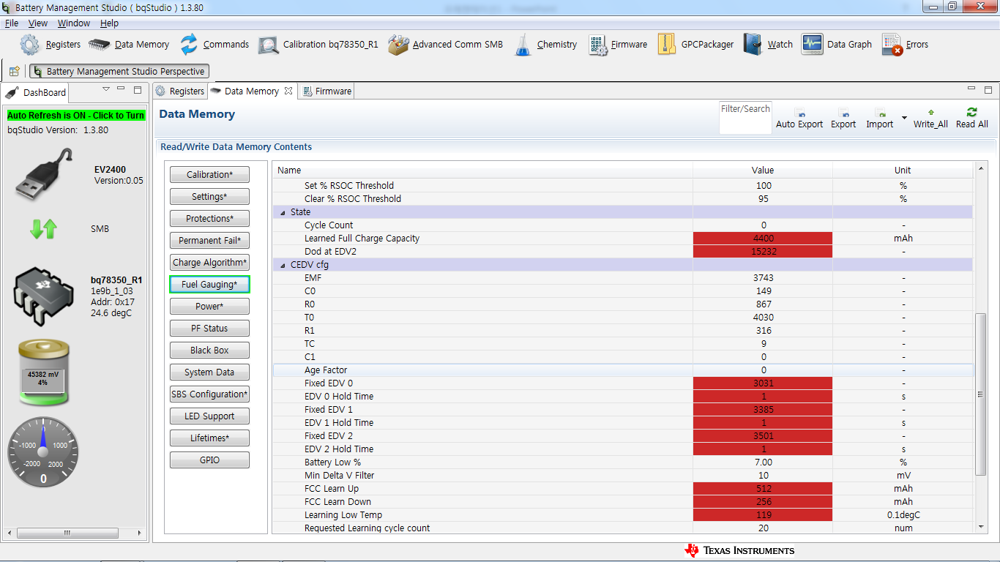 Battery Management Studio ( bqStudio ) 1.3.80
File View Window Help
Registers Data Memory Commands Calibration bq78350_R1 Advanced Comm SMB Chemistry Firmware GPCPackager Watch Data Graph Errors
Battery Management Studio Perspective
DashBoard
Auto Refresh is ON - Click to Turn
bqStudio Version: 1.3.80
EV2400
Version:0.05
SMB
bq78350_R1
1e9b_1_03
Addr: 0x17
24.6 degC
45382 mV
4%
-1000 1000
-2000 2000
0
Registers Data Memory Firmware
Data Memory
Filter/Search
Auto Export Export Import Write_All Read All
Read/Write Data Memory Contents
Calibration*
Settings*
Protections*
Permanent Fail*
Charge Algorithm*
Fuel Gauging*
Power*
PF Status
Black Box
System Data
SBS Configuration*
LED Support
Lifetimes*
GPIO
Name Value Unit
Set % RSOC Threshold 100 %
Clear % RSOC Threshold 95 %
State
Cycle Count 0 -
Learned Full Charge Capacity 4400 mAh
Dod at EDV2 15232 -
CEDV cfg
EMF 3743 -
C0 149 -
R0 867 -
T0 4030 -
R1 316 -
TC 9 -
C1 0 -
Age Factor 0 -
Fixed EDV 0 3031 -
EDV 0 Hold Time 1 s
Fixed EDV 1 3385 -
EDV 1 Hold Time 1 s
Fixed EDV 2 3501 -
EDV 2 Hold Time 1 s
Battery Low % 7.00 %
Min Delta V Filter 10 mV
FCC Learn Up 512 mAh
FCC Learn Down 256 mAh
Learning Low Temp 119 0.1degC
Requested Learning cycle count 20 num
TEXAS INSTRUMENTS